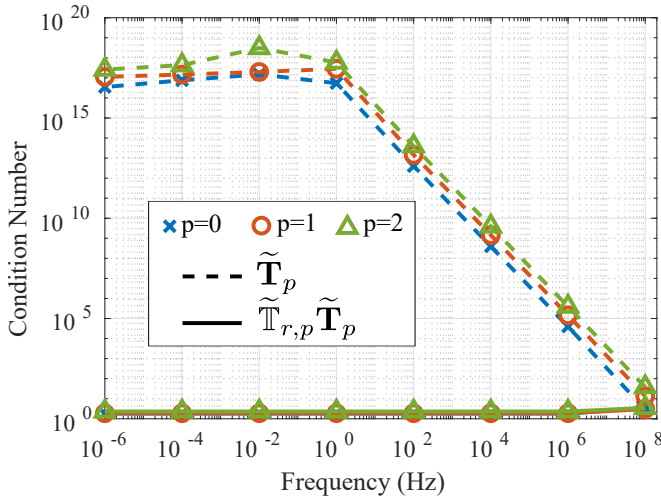 Condition Number
10^20
10^15
10^10
10^5
10^0
p=0 p=1 p=2
T̃_p
𝕋̃_{r,p} T̃_p
10^-6 10^-4 10^-2 10^0 10^2 10^4 10^6 10^8
Frequency (Hz)